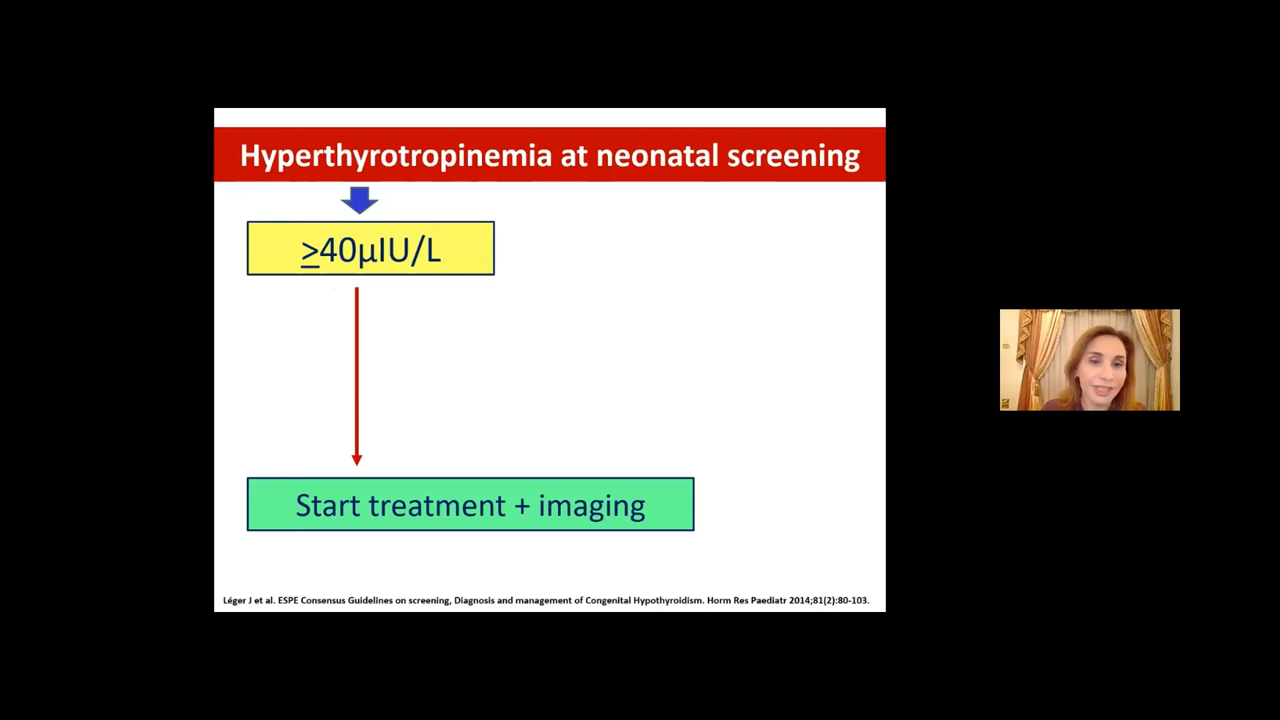 Hyperthyrotropinemia at neonatal screening
≥40µIU/L
Start treatment + imaging
Léger J et al. ESPE Consensus Guidelines on screening, Diagnosis and management of Congenital Hypothyroidism. Horm Res Paediatr 2014;81(2):80-103.